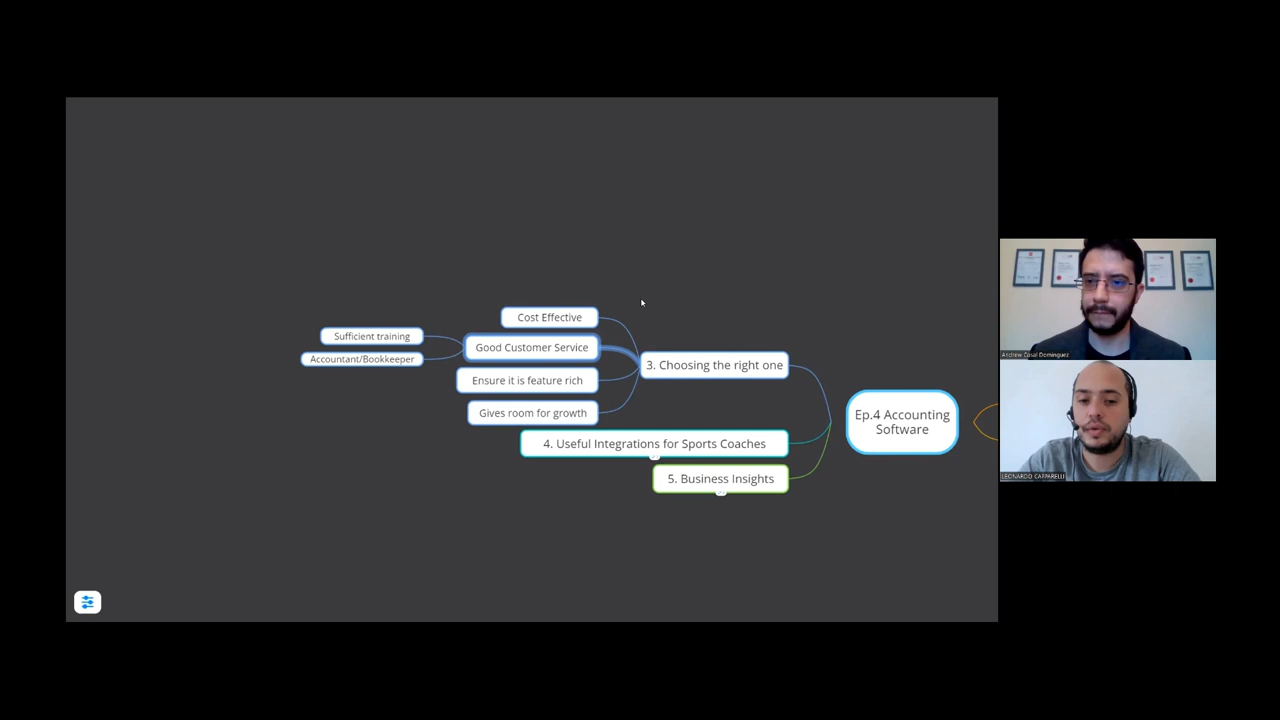 Cost Effective
Sufficient training
Good Customer Service
Accountant/Bookkeeper
3. Choosing the right one
Ensure it is feature rich
Gives room for growth
Ep.4 Accounting
Software
4. Useful Integrations for Sports Coaches
5. Business Insights
Andrew Casal Dominguez
LEONARDO CAPPARELLI